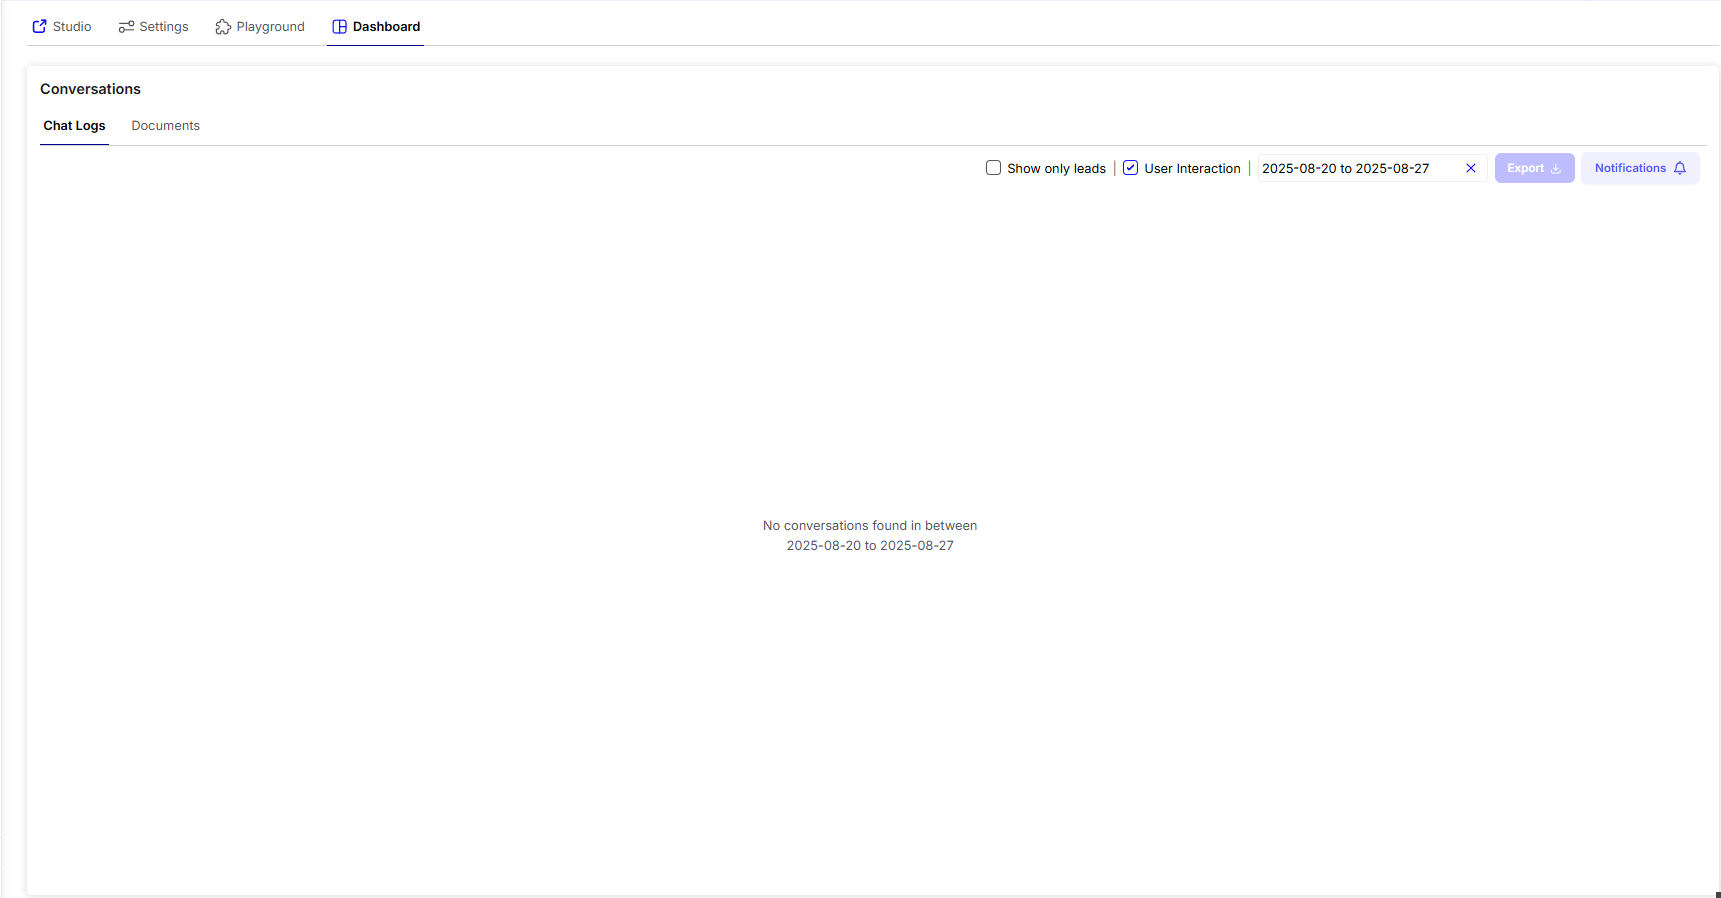 Studio Settings Playground Dashboard
Conversations
Chat Logs Documents
Show only leads | User Interaction | 2025-08-20 to 2025-08-27 Export Notifications
No conversations found in between
2025-08-20 to 2025-08-27